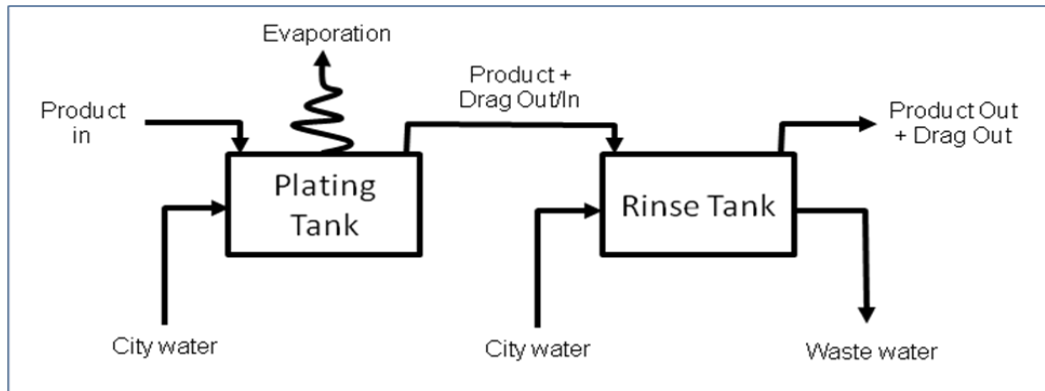 Evaporation
Product
in
Product +
Drag Out/In
Product Out
+ Drag Out
Plating
Tank
Rinse Tank
City water
City water
Waste water